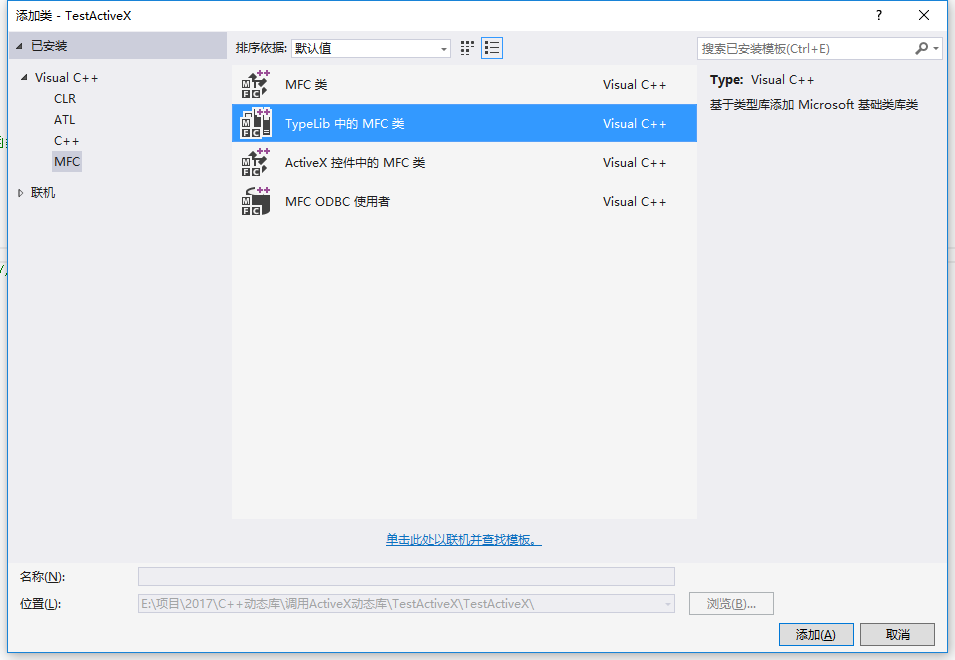 添加类 - TestActiveX
?
已安装
排序依据: 默认值
搜索已安装模板(Ctrl+E)
Visual C++
CLR
ATL
C++
MFC
联机
MFC 类 Visual C++
TypeLib 中的 MFC 类 Visual C++
ActiveX 控件中的 MFC 类 Visual C++
MFC ODBC 使用者 Visual C++
Type: Visual C++
基于类型库添加 Microsoft 基础类库类
单击此处以联机并查找模板。
名称(N):
位置(L): E:\项目\2017\C++动态库\调用ActiveX动态库\TestActiveX\TestActiveX\
浏览(B)...
添加(A) 取消